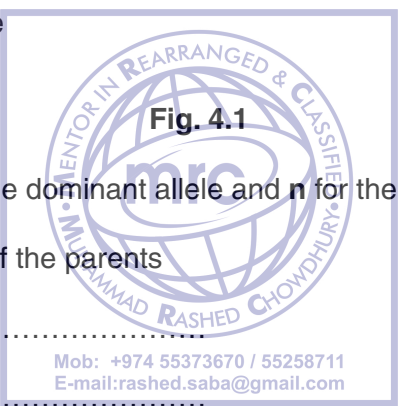 e
Fig. 4.1
MENTOR IN REARRANGED & CLASSIFIED
mrc
e dominant allele and n for the
f the parents
• MUHAMMAD RASHED CHOWDHURY •
.....................
Mob: +974 55373670 / 55258711
E-mail:rashed.saba@gmail.com
.....................